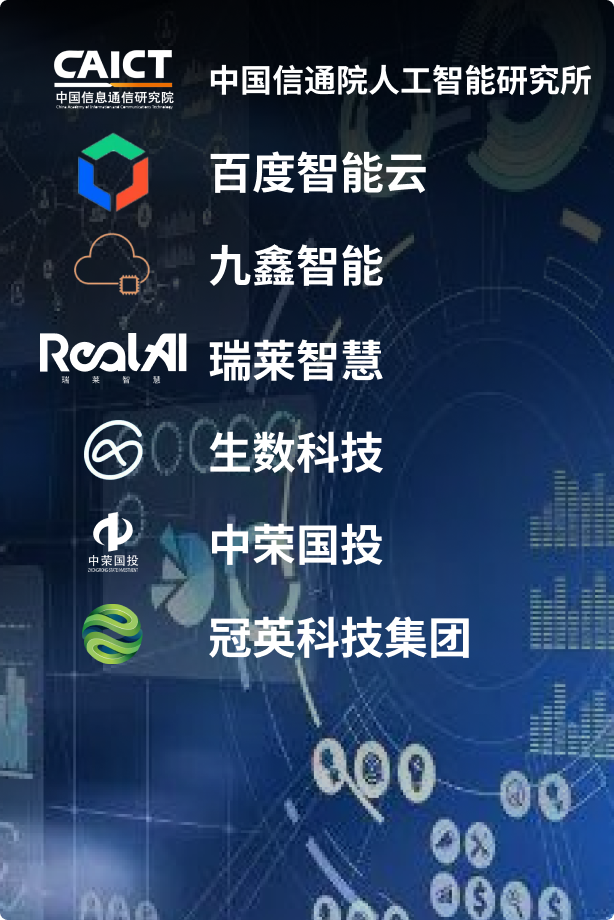 CAICT
中国信息通信研究院
China Academy of Information and Communications Technology
中国信通院人工智能研究所
百度智能云
九鑫智能
RealAI
瑞莱智慧
瑞莱智慧
生数科技
中荣国投
ZHONGRONG STATE INVESTMENT
中荣国投
冠英科技集团